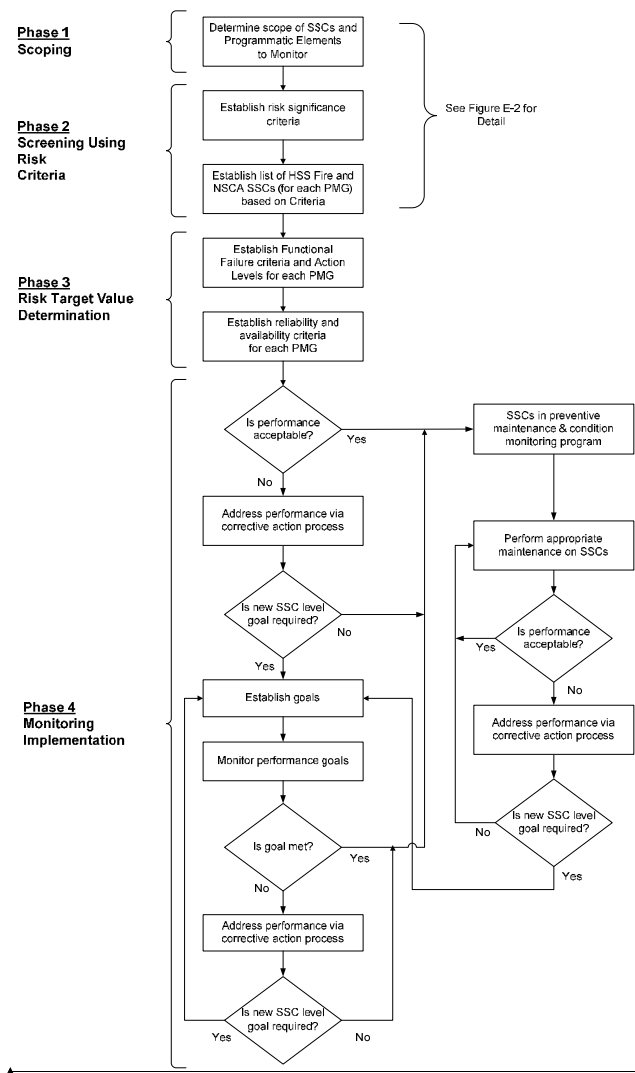 Phase 1
Scoping
Determine scope of SSCs and
Programmatic Elements
to Monitor
See Figure E-2 for
Detail
Phase 2
Screening Using
Risk
Criteria
Establish risk significance
criteria
Establish list of HSS Fire and
NSCA SSCs (for each PMG)
based on Criteria
Phase 3
Risk Target Value
Determination
Establish Functional
Failure criteria and Action
Levels for each PMG
Establish reliability and
availability criteria
for each PMG
Phase 4
Monitoring
Implementation
Is performance
acceptable?
Yes
No
Address performance via
corrective action process
Is new SSC level
goal required?
No
Yes
Establish goals
Monitor performance goals
Is goal met?
Yes
No
Address performance via
corrective action process
Is new SSC level
goal required?
Yes
No
SSCs in preventive
maintenance & condition
monitoring program
Perform appropriate
maintenance on SSCs
Is performance
acceptable?
Yes
No
Address performance via
corrective action process
Is new SSC level
goal required?
No
Yes